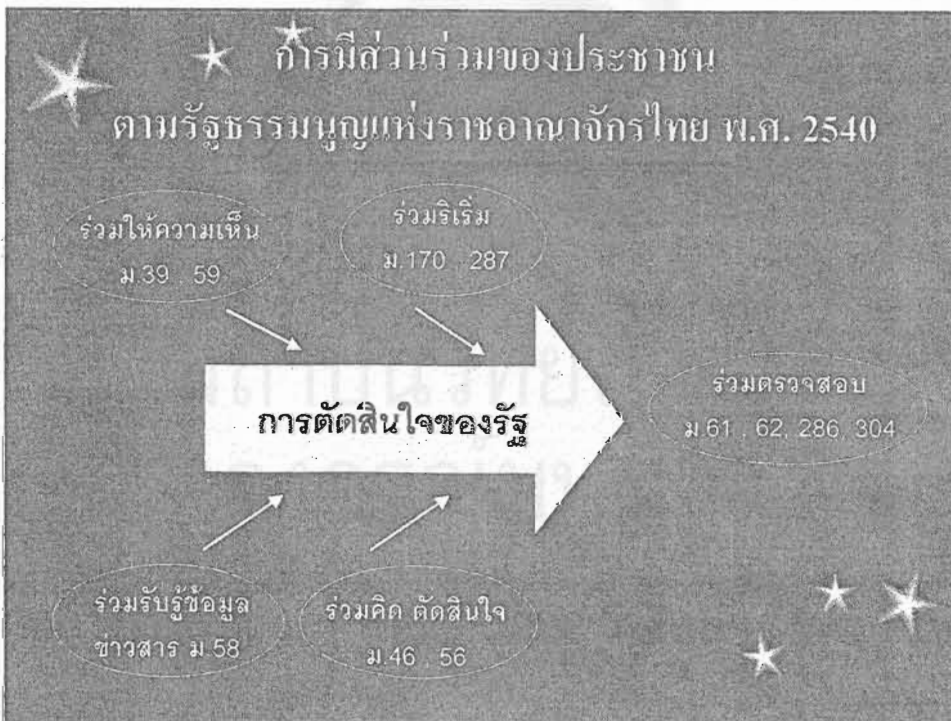 การมีส่วนร่วมของประชาชน
ตามรัฐธรรมนูญแห่งราชอาณาจักรไทย พ.ศ. 2540
ร่วมให้ความเห็น
ม.39 . 59
ร่วมริเริ่ม
ม.170 . 287
การตัดสินใจของรัฐ
ร่วมตรวจสอบ
ม.61 . 62, 286, 304
ร่วมรับรู้ข้อมูล
ข่าวสาร ม.58
ร่วมคิด ตัดสินใจ
ม.46 . 56